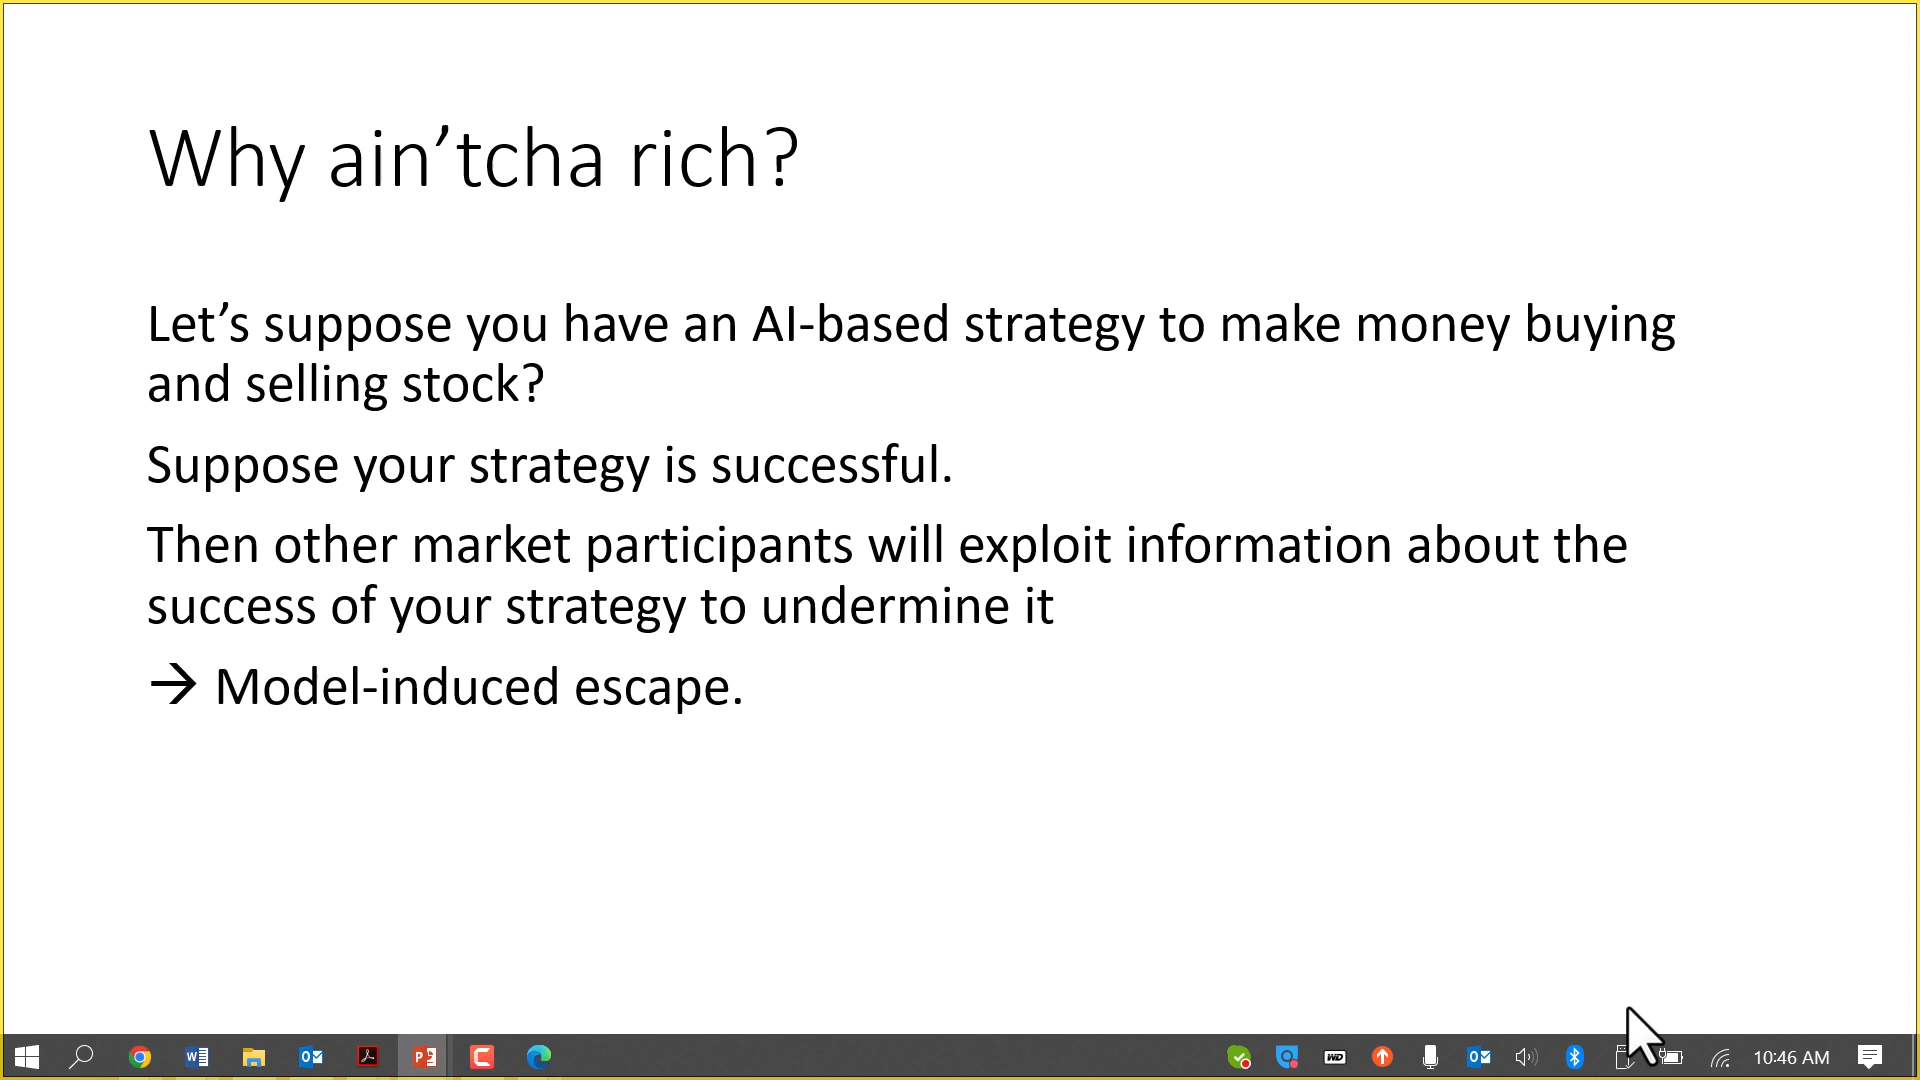 Why ain’tcha rich?
Let’s suppose you have an AI-based strategy to make money buying
and selling stock?
Suppose your strategy is successful.
Then other market participants will exploit information about the
success of your strategy to undermine it
→ Model-induced escape.
10:46 AM